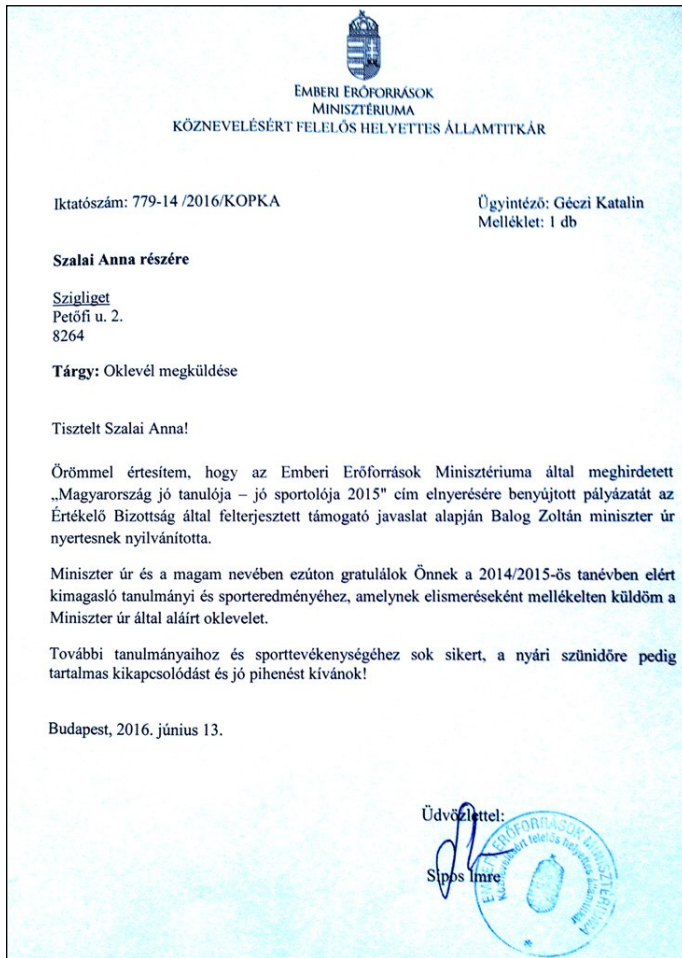 EMBERI ERŐFORRÁSOK
MINISZTÉRIUMA
KÖZNEVELÉSÉRT FELELŐS HELYETTES ÁLLAMTITKÁR
Iktatószám: 779-14 /2016/KOPKA
Ügyintéző: Géczi Katalin
Melléklet: 1 db
Szalai Anna részére
Szigliget
Petőfi u. 2.
8264
Tárgy: Oklevél megküldése
Tisztelt Szalai Anna!
Örömmel értesítem, hogy az Emberi Erőforrások Minisztériuma által meghirdetett
„Magyarország jó tanulója – jó sportolója 2015" cím elnyerésére benyújtott pályázatát az
Értékelő Bizottság által felterjesztett támogató javaslat alapján Balog Zoltán miniszter úr
nyertesnek nyilvánította.
Miniszter úr és a magam nevében ezúton gratulálok Önnek a 2014/2015-ös tanévben elért
kimagasló tanulmányi és sporteredményéhez, amelynek elismeréseként mellékelten küldöm a
Miniszter úr által aláírt oklevelet.
További tanulmányaihoz és sporttevékenységéhez sok sikert, a nyári szünidőre pedig
tartalmas kikapcsolódást és jó pihenést kívánok!
Budapest, 2016. június 13.
Üdvözlettel:
Sipos Imre
EMBERI ERŐFORRÁSOK MINISZTÉRIUMA
Köznevelésért felelős helyettes államtitkár